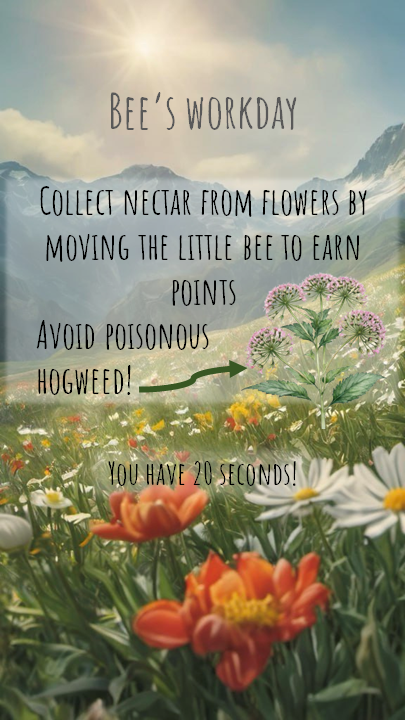 Bee's workday
Collect nectar from flowers by
moving the little bee to earn
points
Avoid poisonous
hogweed!
You have 20 seconds!